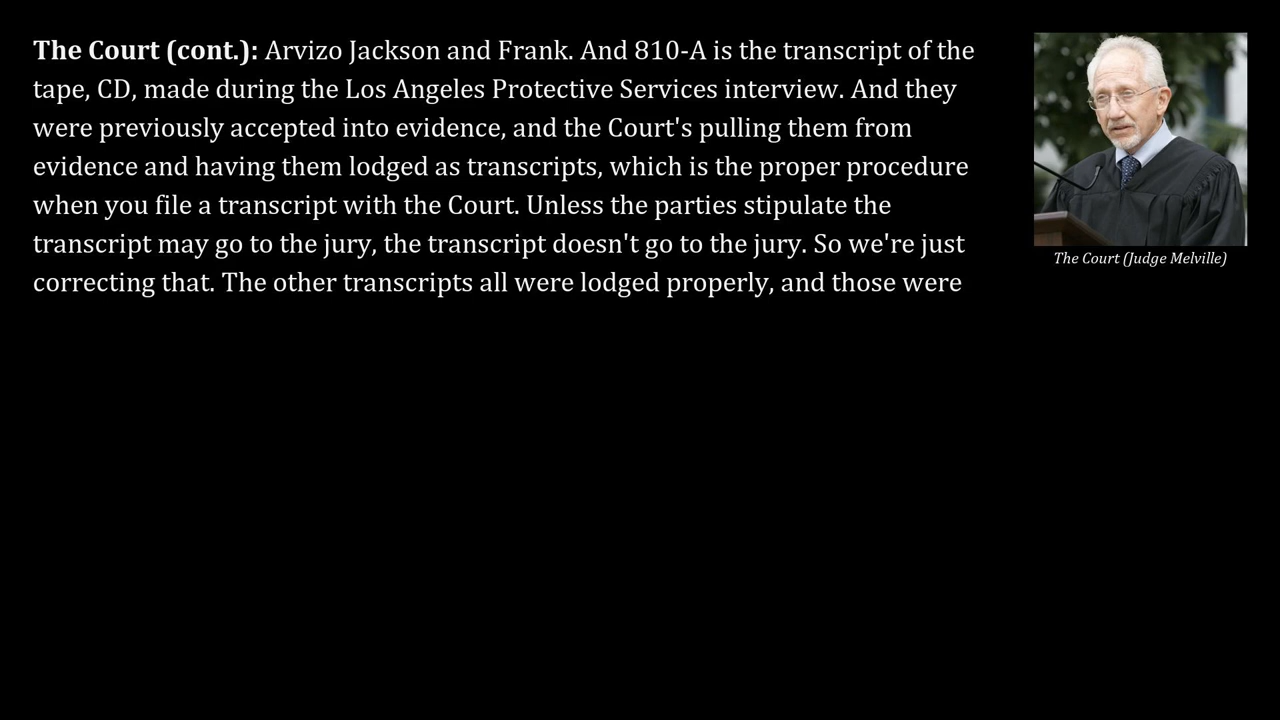 The Court (cont.): Arvizo Jackson and Frank. And 810-A is the transcript of the
tape, CD, made during the Los Angeles Protective Services interview. And they
were previously accepted into evidence, and the Court's pulling them from
evidence and having them lodged as transcripts, which is the proper procedure
when you file a transcript with the Court. Unless the parties stipulate the
transcript may go to the jury, the transcript doesn't go to the jury. So we're just
correcting that. The other transcripts all were lodged properly, and those were
The Court (Judge Melville)